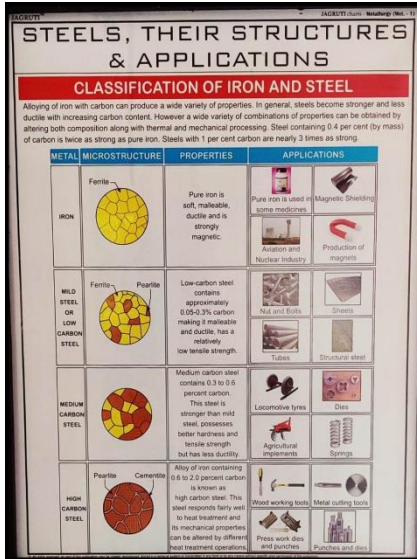 JAGRUTI
JAGRUTI charts - Metallurgy (Met. - 1)
STEELS, THEIR STRUCTURES
& APPLICATIONS
CLASSIFICATION OF IRON AND STEEL
Alloying of iron with carbon can produce a wide variety of properties. In general, steels become stronger and less
ductile with increasing carbon content. However a wide variety of combinations of properties can be obtained by
altering both composition along with thermal and mechanical processing. Steel containing 0.4 per cent (by mass)
of carbon is twice as strong as pure iron. Steels with 1 per cent carbon are nearly 3 times as strong.
METAL MICROSTRUCTURE PROPERTIES APPLICATIONS
IRON
Ferrite
Pure iron is
soft, malleable,
ductile and is
strongly
magnetic.
Pure iron is used in
some medicines
Magnetic Shielding
Aviation and
Nuclear Industry
Production of
magnets
MILD
STEEL
OR
LOW
CARBON
STEEL
Ferrite Pearlite
Low-carbon steel
contains
approximately
0.05-0.3% carbon
making it malleable
and ductile, has a
relatively
low tensile strength.
Nut and Bolts
Sheets
Tubes
Structural steel
MEDIUM
CARBON
STEEL
Medium carbon steel
contains 0.3 to 0.6
percent carbon.
This steel is
stronger than mild
steel, possesses
better hardness and
tensile strength
but has less ductility.
Locomotive tyres
Dies
Agricultural
implements
Springs
HIGH
CARBON
STEEL
Pearlite Cementite
Alloy of iron containing
0.6 to 2.0 percent carbon
is known as
high carbon steel. This
steel responds fairly well
to heat treatment and
its mechanical properties
can be altered by different
heat treatment operations.
Wood working tools
Metal cutting tools
Press work dies
and punches
Punches and dies